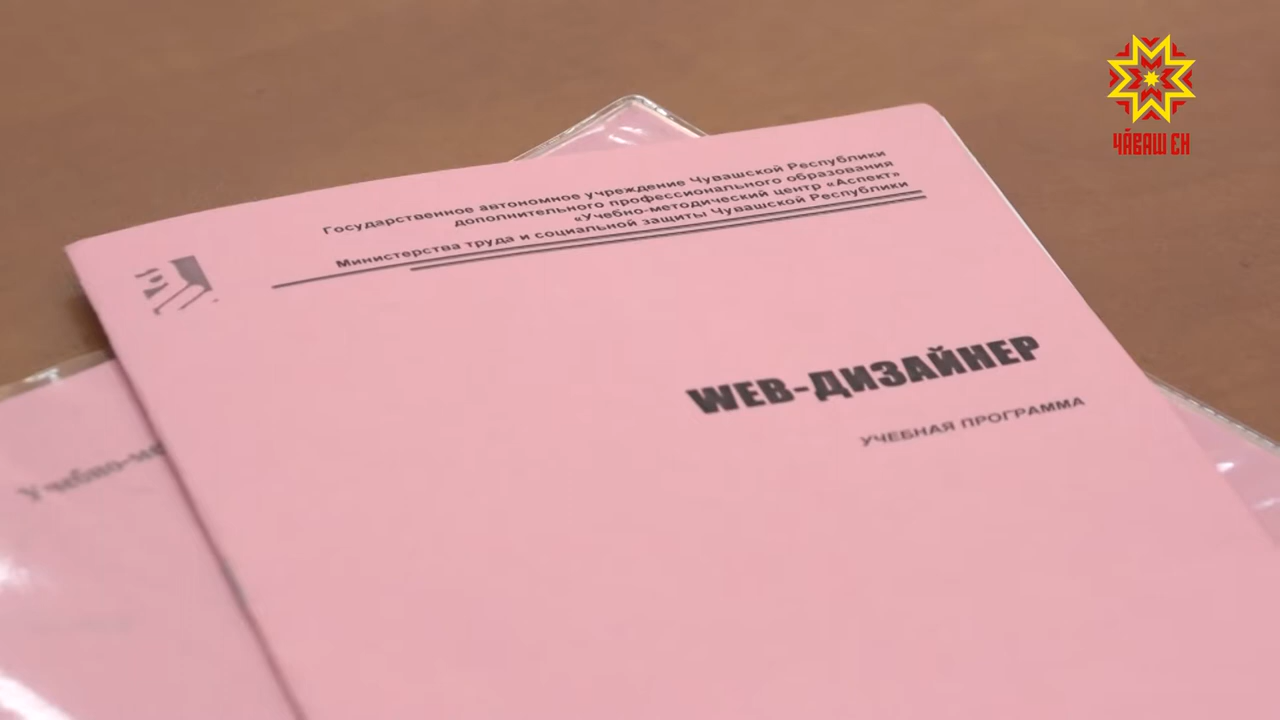 ЧӐВАШ ЕН
Государственное автономное учреждение Чувашской Республики
дополнительного профессионального образования
«Учебно-методический центр «Аспект»
Министерства труда и социальной защиты Чувашской Республики
WEB-ДИЗАЙНЕР
УЧЕБНАЯ ПРОГРАММА